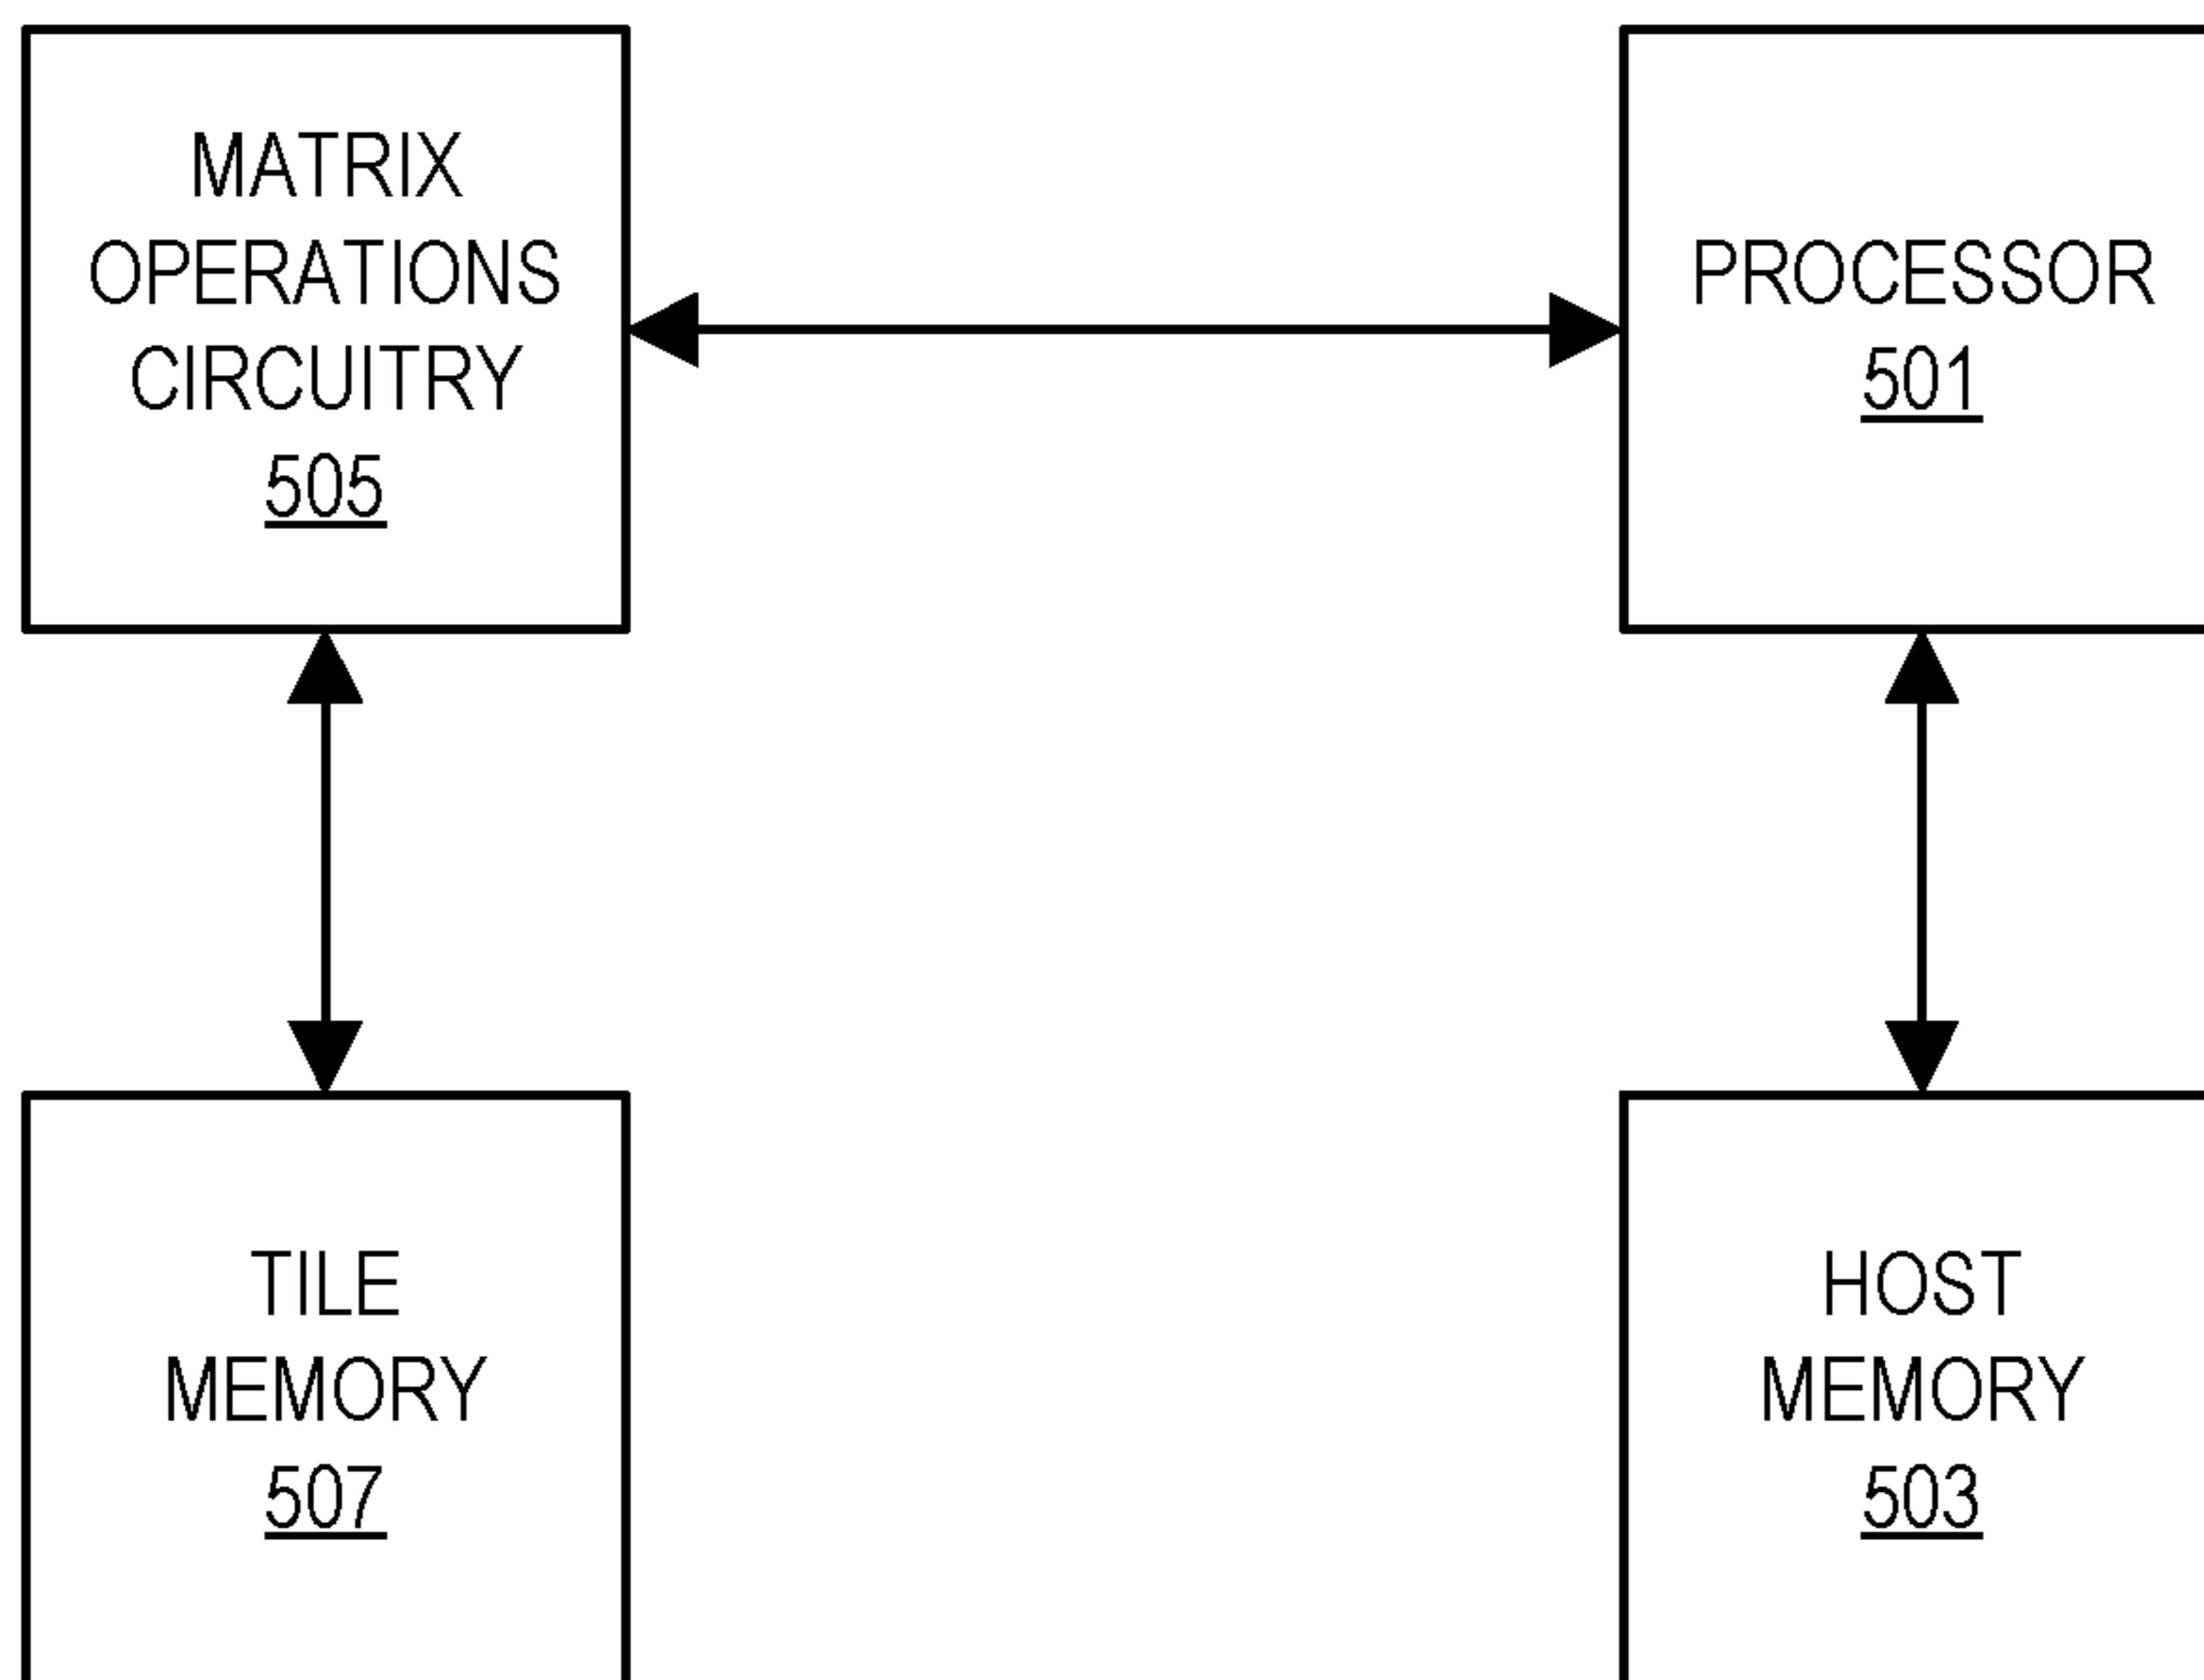 MATRIX
OPERATIONS
CIRCUITRY
505
PROCESSOR
501
TILE
MEMORY
507
HOST
MEMORY
503